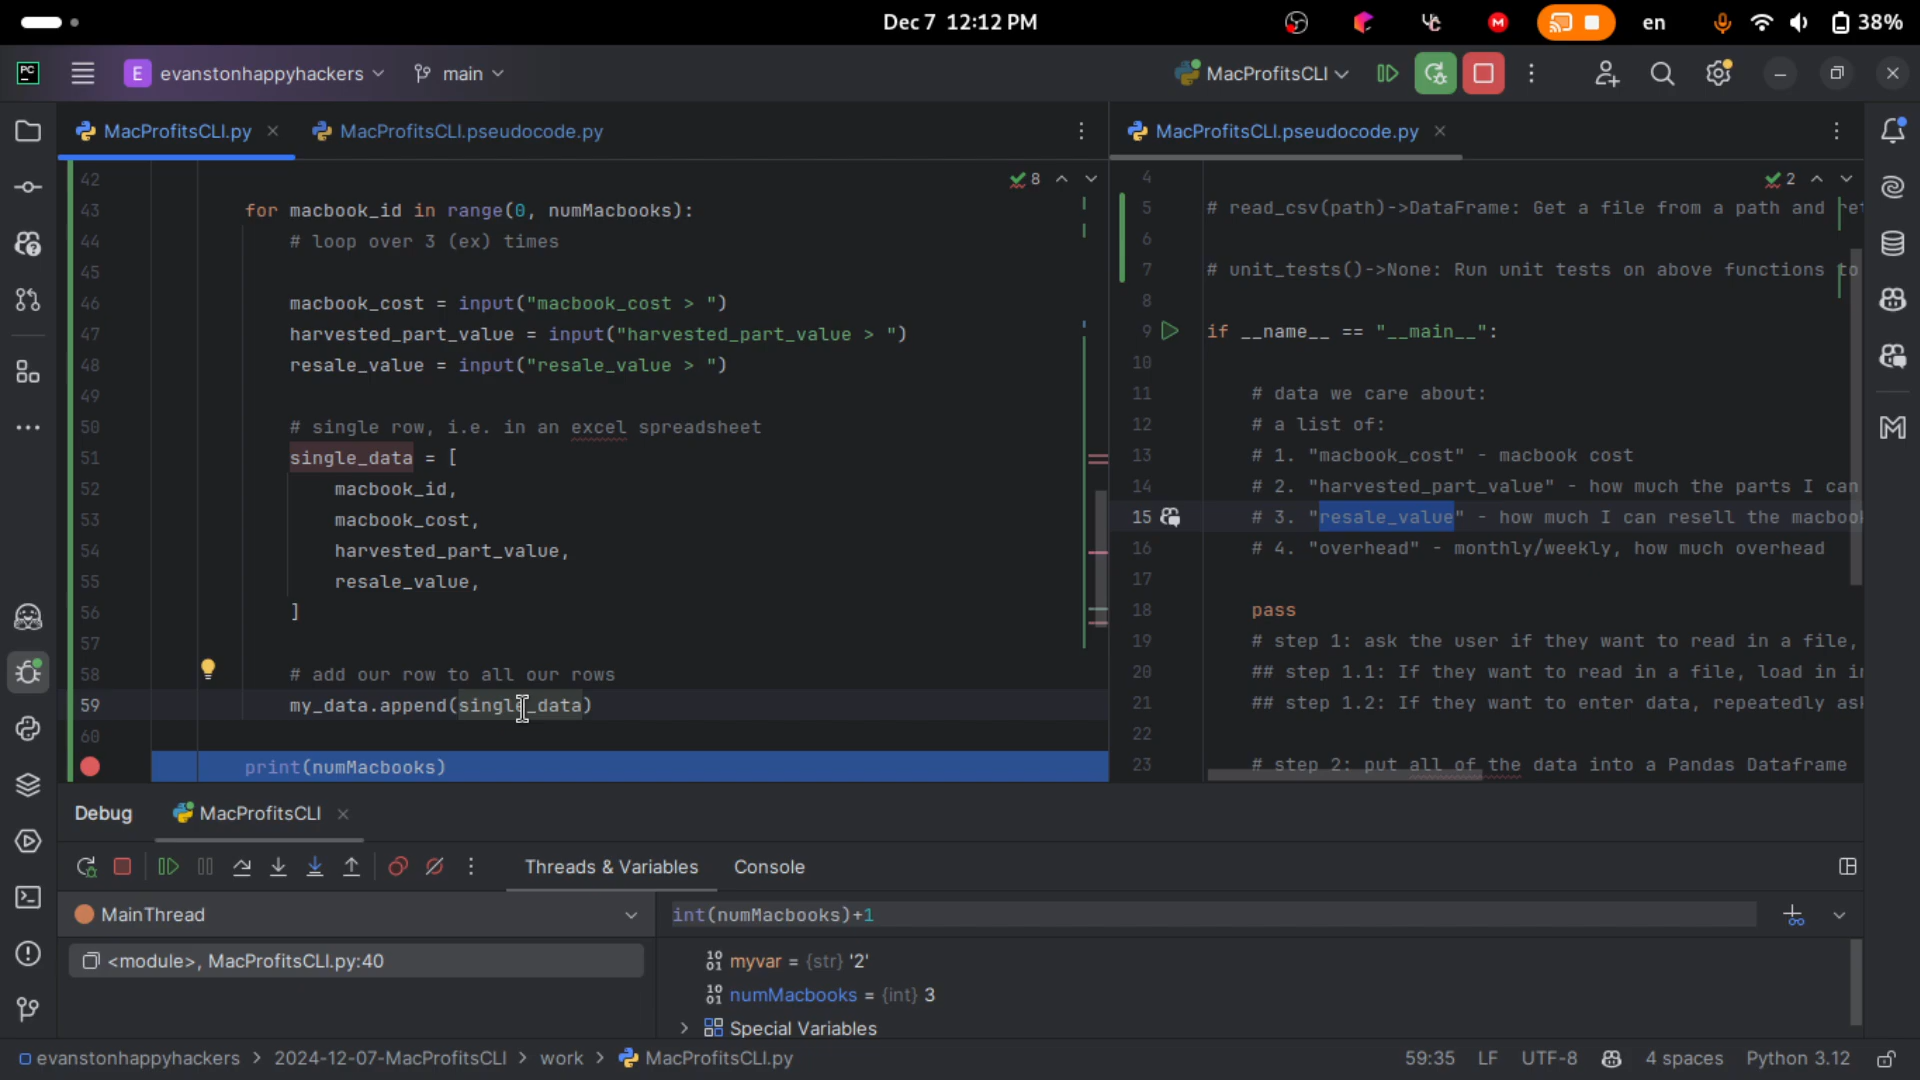 Dec 7 12:12 PM
en
38%
PC
E evanstonhappyhackers
main
MacProfitsCLI
MacProfitsCLI.py
MacProfitsCLI.pseudocode.py
MacProfitsCLI.pseudocode.py
8
42
43 for macbook_id in range(0, numMacbooks):
44 # loop over 3 (ex) times
45
46 macbook_cost = input("macbook_cost > ")
47 harvested_part_value = input("harvested_part_value > ")
48 resale_value = input("resale_value > ")
49
50 # single row, i.e. in an excel spreadsheet
51 single_data = [
52 macbook_id,
53 macbook_cost,
54 harvested_part_value,
55 resale_value,
56 ]
57
58 # add our row to all our rows
59 my_data.append(single_data)
60
print(numMacbooks)
2
4
5 # read_csv(path)->DataFrame: Get a file from a path and ret
6
7 # unit_tests()->None: Run unit tests on above functions to
8
9 if __name__ == "__main__":
10
11 # data we care about:
12 # a list of:
13 # 1. "macbook_cost" - macbook cost
14 # 2. "harvested_part_value" - how much the parts I can
15 # 3. "resale_value" - how much I can resell the macboo
16 # 4. "overhead" - monthly/weekly, how much overhead
17
18 pass
19 # step 1: ask the user if they want to read in a file,
20 ## step 1.1: If they want to read in a file, load in i
21 ## step 1.2: If they want to enter data, repeatedly as
22
23 # step 2: put all of the data into a Pandas Dataframe
Debug
MacProfitsCLI
Threads & Variables
Console
MainThread
<module>, MacProfitsCLI.py:40
int(numMacbooks)+1
myvar = {str} '2'
numMacbooks = {int} 3
Special Variables
evanstonhappyhackers > 2024-12-07-MacProfitsCLI > work > MacProfitsCLI.py
59:35 LF UTF-8 4 spaces Python 3.12